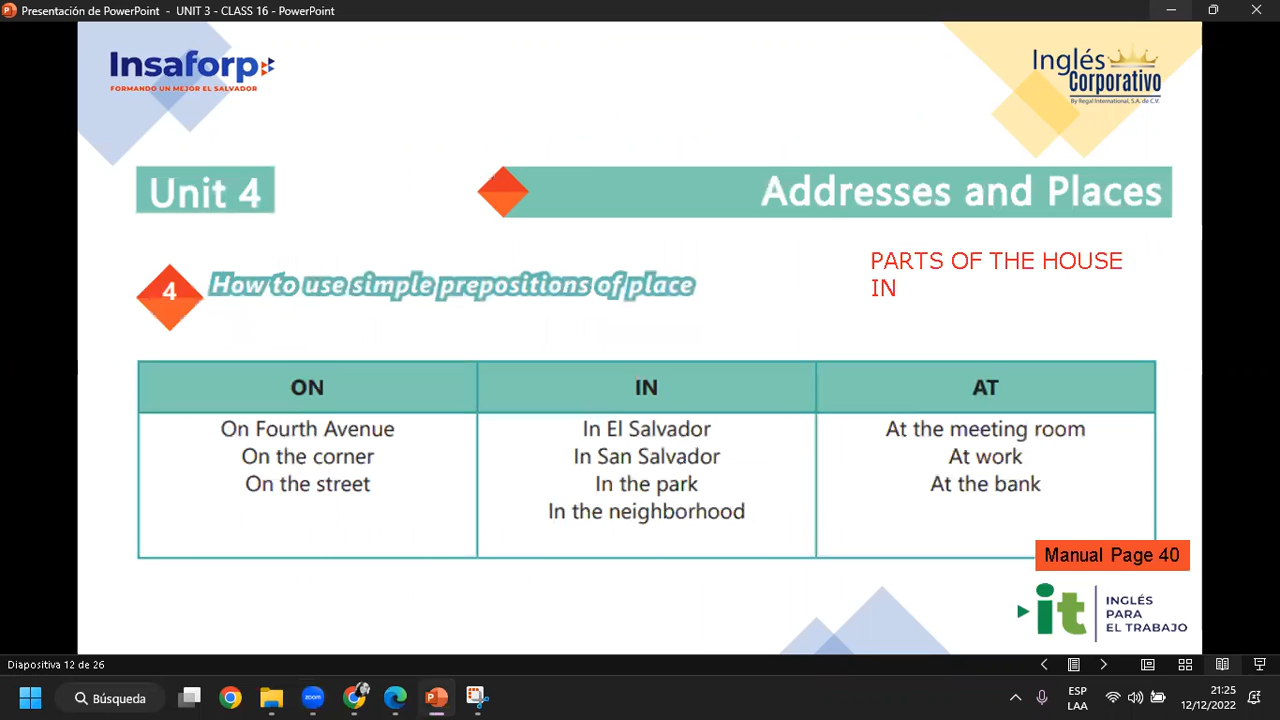 Presentación de PowerPoint - UNIT 3 - CLASS 16 - PowerPoint
Insaforp
FORMANDO UN MEJOR EL SALVADOR
Inglés
Corporativo
By Regal International, S.A. de C.V.
Unit 4
Addresses and Places
PARTS OF THE HOUSE
IN
4
How to use simple prepositions of place
ON
IN
AT
On Fourth Avenue
On the corner
On the street
In El Salvador
In San Salvador
In the park
In the neighborhood
At the meeting room
At work
At the bank
Manual Page 40
it
INGLÉS
PARA
EL TRABAJO
Diapositiva 12 de 26
Búsqueda
zoom
ESP
LAA
21:25
12/12/2022